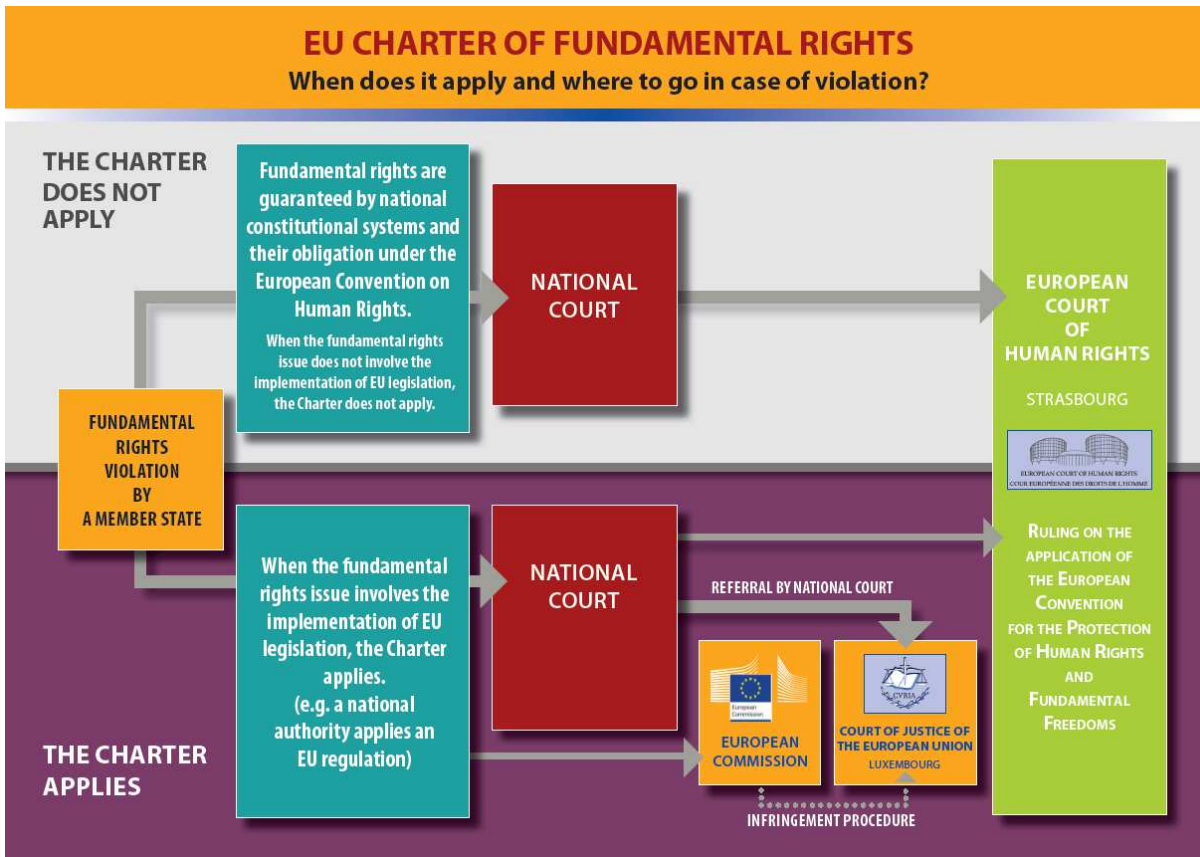 EU CHARTER OF FUNDAMENTAL RIGHTS
When does it apply and where to go in case of violation?
THE CHARTER
DOES NOT
APPLY
Fundamental rights are
guaranteed by national
constitutional systems and
their obligation under the
European Convention on
Human Rights.
When the fundamental rights
issue does not involve the
implementation of EU legislation,
the Charter does not apply.
NATIONAL
COURT
EUROPEAN
COURT
OF
HUMAN RIGHTS
STRASBOURG
EUROPEAN COURT OF HUMAN RIGHTS
COUR EUROPÉENNE DES DROITS DE L'HOMME
RULING ON THE
APPLICATION OF
THE EUROPEAN
CONVENTION
FOR THE PROTECTION
OF HUMAN RIGHTS
AND
FUNDAMENTAL
FREEDOMS
FUNDAMENTAL
RIGHTS
VIOLATION
BY
A MEMBER STATE
When the fundamental
rights issue involves the
implementation of EU
legislation, the Charter
applies.
(e.g. a national
authority applies an
EU regulation)
NATIONAL
COURT
REFERRAL BY NATIONAL COURT
European
Commission
EUROPEAN
COMMISSION
CVRIA
COURT OF JUSTICE OF
THE EUROPEAN UNION
LUXEMBOURG
INFRINGEMENT PROCEDURE
THE CHARTER
APPLIES